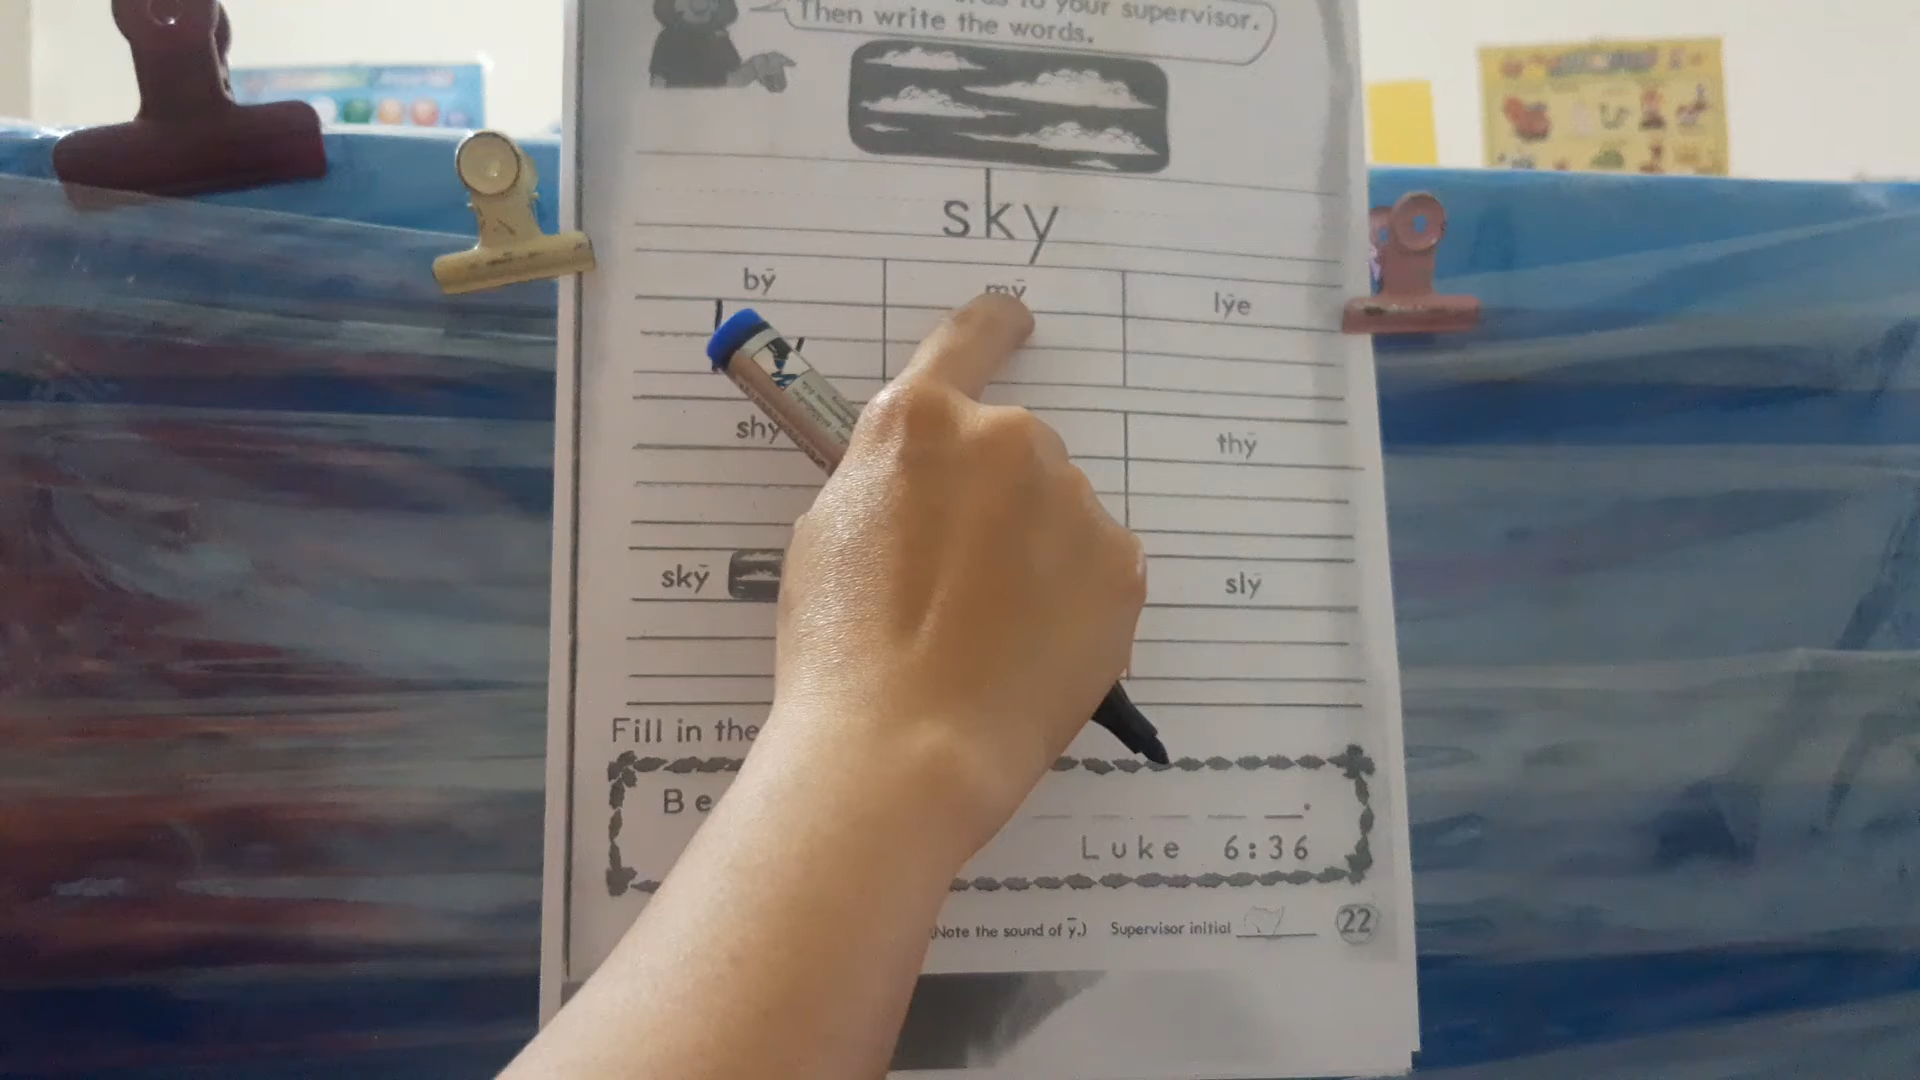 to your supervisor.
Then write the words.
sky
bȳ mȳ lȳe
shȳ thȳ
skȳ slȳ
Fill in the
Be
Luke 6:36
(Note the sound of ȳ.) Supervisor initial 22